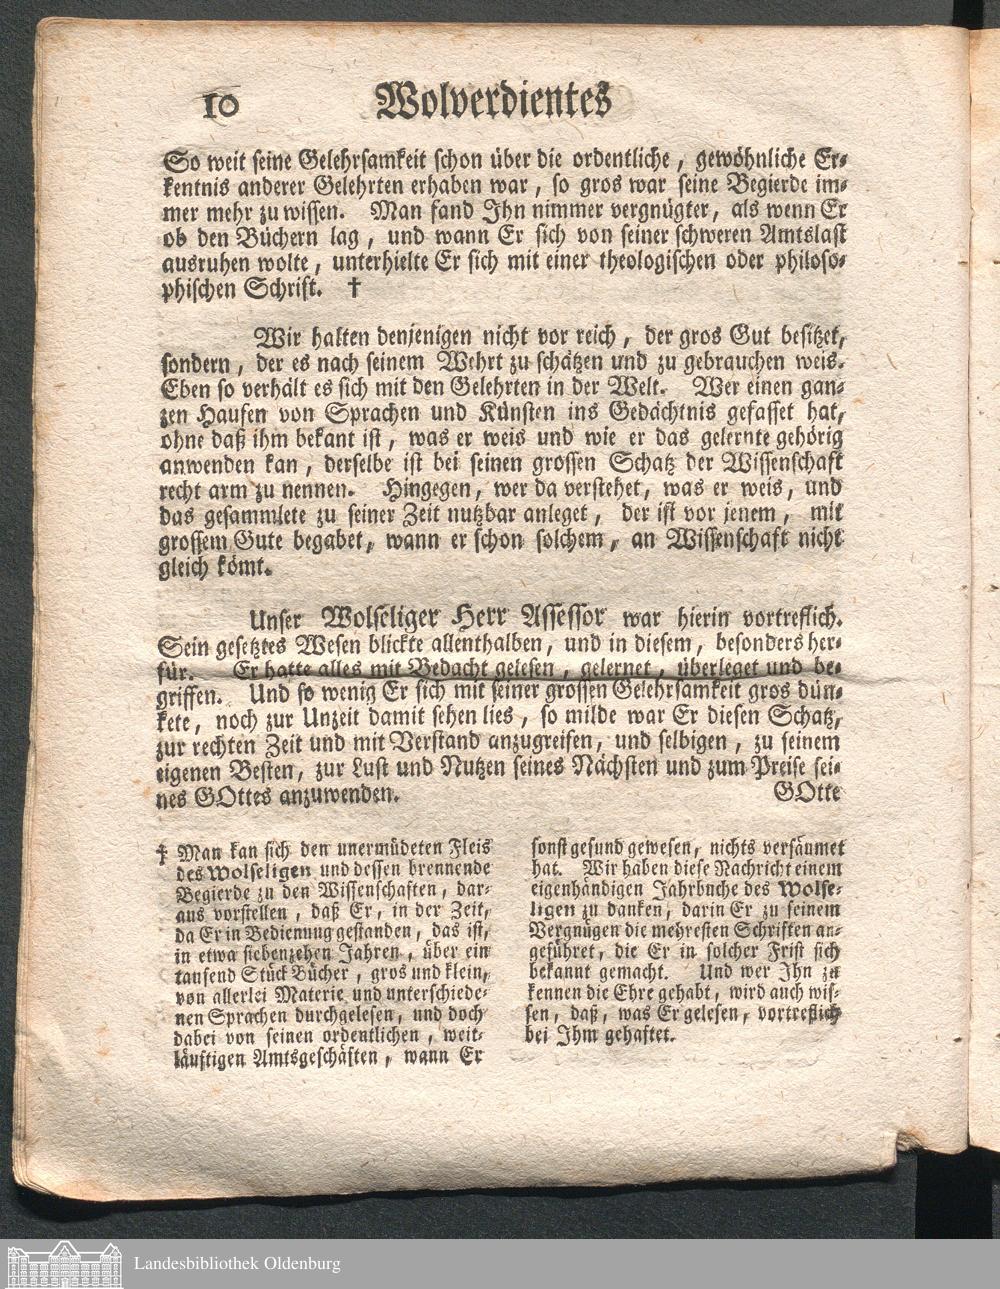 10 Wolverdientes
So weit seine Gelehrsamkeit schon über die ordentliche, gewöhnliche Er-
kentnis anderer Gelehrten erhaben war, so gros war seine Begierde im-
mer mehr zu wissen. Man fand Ihn nimmer vergnügter, als wenn Er
ob den Büchern lag, und wann Er sich von seiner schweren Amtslast
ausruhen wolte, unterhielte Er sich mit einer theologischen oder philoso-
phischen Schrift. †
Wir halten denjenigen nicht vor reich, der gros Gut besitzet,
sondern, der es nach seinem Wehrt zu schätzen und zu gebrauchen weis.
Eben so verhält es sich mit den Gelehrten in der Welt. Wer einen gan-
zen Haufen von Sprachen und Künsten ins Gedächtnis gefasset hat,
ohne daß ihm bekant ist, was er weis und wie er das gelernte gehörig
anwenden kan, derselbe ist bei seinen grossen Schatz der Wissenschaft
recht arm zu nennen. Hingegen, wer da verstehet, was er weis, und
das gesammlete zu seiner Zeit nutzbar anleget, der ist vor jenem, mit
grossem Gute begabet, wann er schon solchem, an Wissenschaft nicht
gleich kömt.
Unser Wolseliger Herr Assessor war hierin vortreflich.
Sein gesetztes Wesen blickte allenthalben, und in diesem, besonders her-
für. Er hatte alles mit Bedacht gelesen, gelernet, überleget und be-
griffen. Und so wenig Er sich mit seiner grossen Gelehrsamkeit gros dün-
kete, noch zur Unzeit damit sehen lies, so milde war Er diesen Schatz,
zur rechten Zeit und mit Verstand anzugreifen, und selbigen, zu seinem
eigenen Besten, zur Lust und Nutzen seines Nächsten und zum Preise sei-
nes GOttes anzuwenden. GOtte
† Man kan sich den unermüdeten Fleis
des Wolseligen und dessen brennende
Begierde zu den Wissenschaften, dar-
aus vorstellen, daß Er, in der Zeit,
da Er in Bedienung gestanden, das ist,
in etwa siebenzehen Jahren, über ein
tausend Stück Bücher, gros und klein,
von allerlei Materie und unterschiede-
nen Sprachen durchgelesen, und doch
dabei von seinen ordentlichen, weit-
läuftigen Amtsgeschäften, wann Er
sonst gesund gewesen, nichts versäumet
hat. Wir haben diese Nachricht einem
eigenhändigen Jahrbuche des Wolse-
ligen zu danken, darin Er zu seinem
Vergnügen die mehresten Schriften an-
geführet, die Er in solcher Frist sich
bekannt gemacht. Und wer Ihn zu
kennen die Ehre gehabt, wird auch wis-
sen, daß, was Er gelesen, vortreflich
bei Ihm gehaftet.
Landesbibliothek Oldenburg